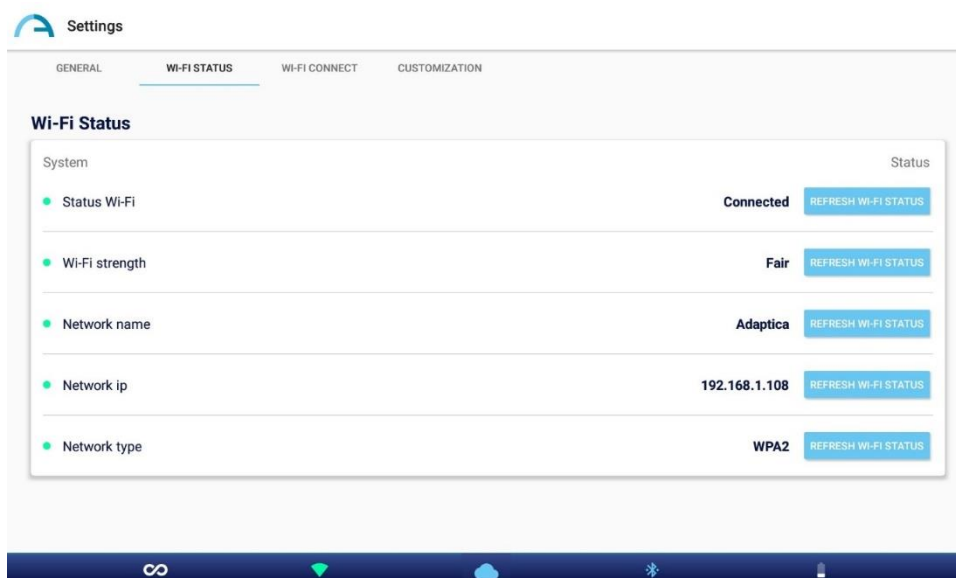 Settings
GENERAL WI-FI STATUS WI-FI CONNECT CUSTOMIZATION
Wi-Fi Status
System Status
Status Wi-Fi Connected REFRESH WI-FI STATUS
Wi-Fi strength Fair REFRESH WI-FI STATUS
Network name Adaptica REFRESH WI-FI STATUS
Network ip 192.168.1.108 REFRESH WI-FI STATUS
Network type WPA2 REFRESH WI-FI STATUS